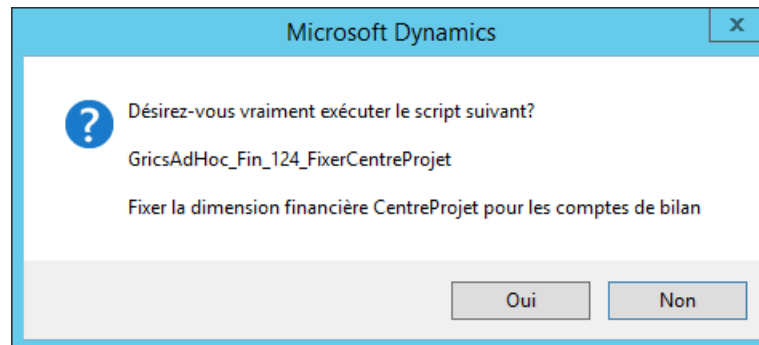 Microsoft Dynamics
x
?
Désirez-vous vraiment exécuter le script suivant?
GricsAdHoc_Fin_124_FixerCentreProjet
Fixer la dimension financière CentreProjet pour les comptes de bilan
Oui
Non